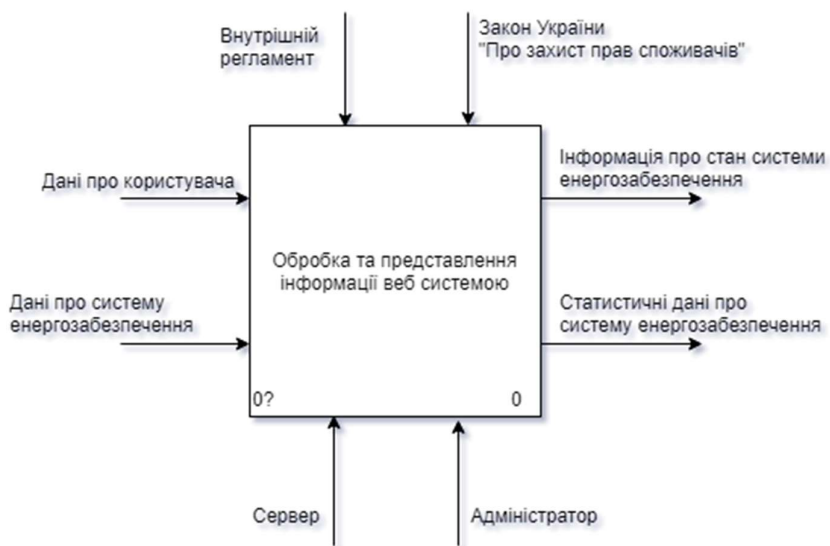 Внутрішній
регламент
Закон України
"Про захист прав споживачів"
Дані про користувача
Інформація про стан системи
енергозабезпечення
Обробка та представлення
інформації веб системою
Дані про систему
енергозабезпечення
Статистичні дані про
систему енергозабезпечення
0?
0
Сервер
Адміністратор